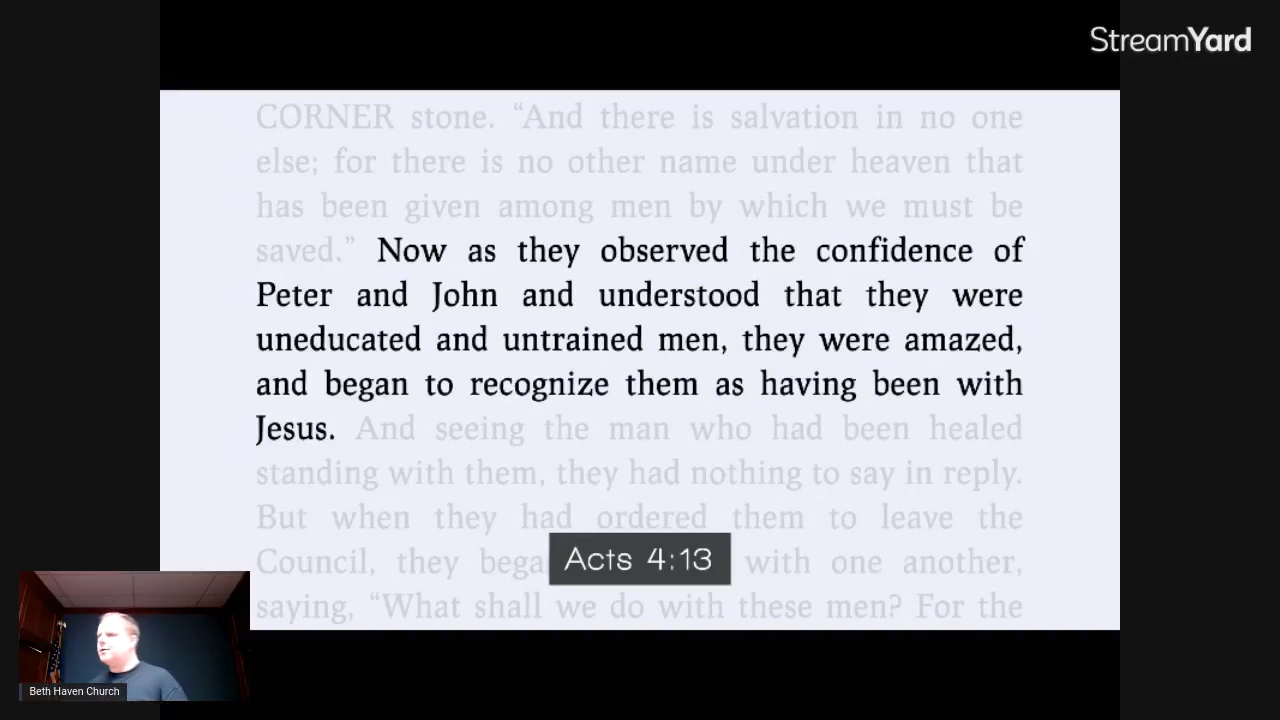 StreamYard
CORNER stone. “And there is salvation in no one
else; for there is no other name under heaven that
has been given among men by which we must be
saved.” Now as they observed the confidence of
Peter and John and understood that they were
uneducated and untrained men, they were amazed,
and began to recognize them as having been with
Jesus. And seeing the man who had been healed
standing with them, they had nothing to say in reply.
But when they had ordered them to leave the
Council, they bega with one another,
Acts 4:13
saying, “What shall we do with these men? For the
Beth Haven Church